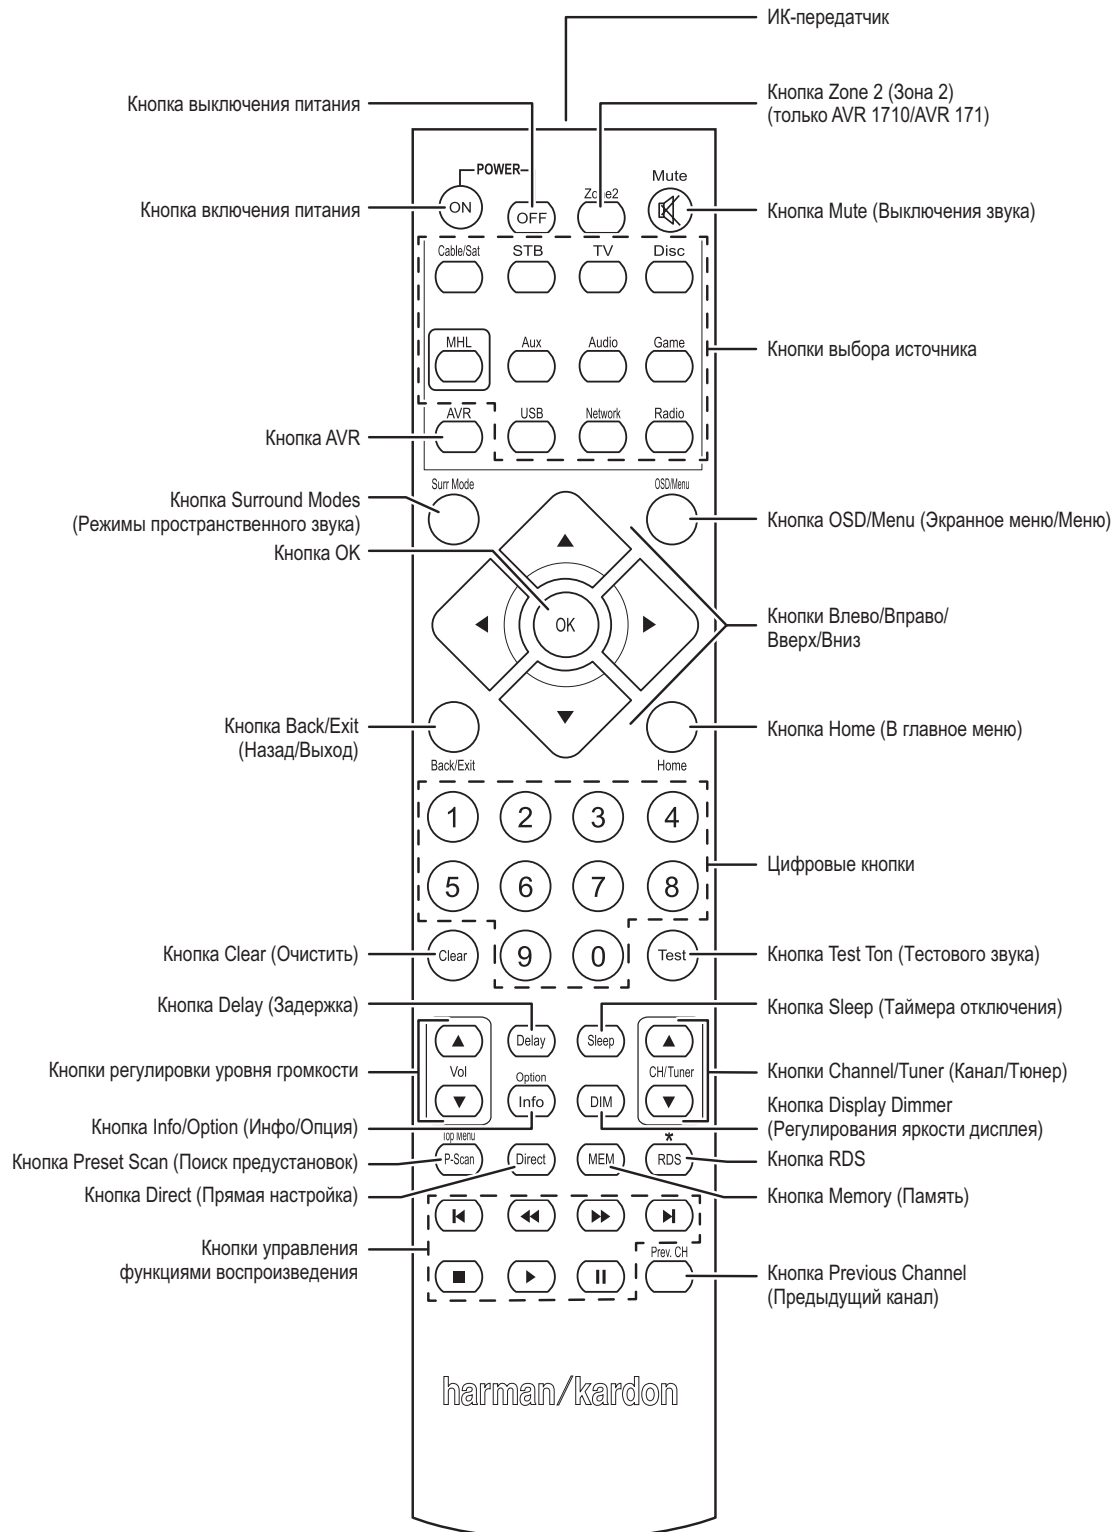 ИК-передатчик
Кнопка выключения питания
Кнопка Zone 2 (Зона 2)
(только AVR 1710/AVR 171)
POWER
Mute
Zone2
ON
OFF
Кнопка включения питания
Кнопка Mute (Выключения звука)
Cable/Sat
STB
TV
Disc
MHL
Aux
Audio
Game
Кнопки выбора источника
AVR
USB
Network
Radio
Кнопка AVR
Surr Mode
OSD/Menu
Кнопка Surround Modes
(Режимы пространственного звука)
Кнопка OSD/Menu (Экранное меню/Меню)
Кнопка OK
OK
Кнопки Влево/Вправо/
Вверх/Вниз
Кнопка Back/Exit
(Назад/Выход)
Кнопка Home (В главное меню)
Back/Exit
Home
1
2
3
4
Цифровые кнопки
5
6
7
8
Кнопка Clear (Очистить)
Clear
9
0
Test
Кнопка Test Ton (Тестового звука)
Кнопка Delay (Задержка)
Кнопка Sleep (Таймера отключения)
Delay
Sleep
Кнопки регулировки уровня громкости
Vol
CH/Tuner
Кнопки Channel/Tuner (Канал/Тюнер)
Option
Info
DIM
Кнопка Display Dimmer
(Регулирования яркости дисплея)
Кнопка Info/Option (Инфо/Опция)
Top Menu
*
Кнопка Preset Scan (Поиск предустановок)
P-Scan
Direct
MEM
RDS
Кнопка RDS
Кнопка Direct (Прямая настройка)
Кнопка Memory (Память)
Кнопки управления
функциями воспроизведения
Prev. CH
Кнопка Previous Channel
(Предыдущий канал)
harman/kardon